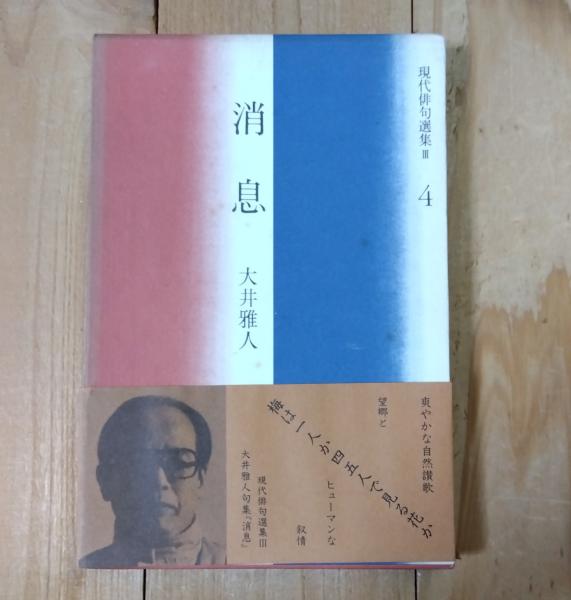 現代俳句選集Ⅲ
4
消息
大井雅人
爽やかな自然讃歌
望郷と
ヒューマンな
叙情
梅は一人か四五人で見る花か
現代俳句選集Ⅲ
大井雅人句集『消息』